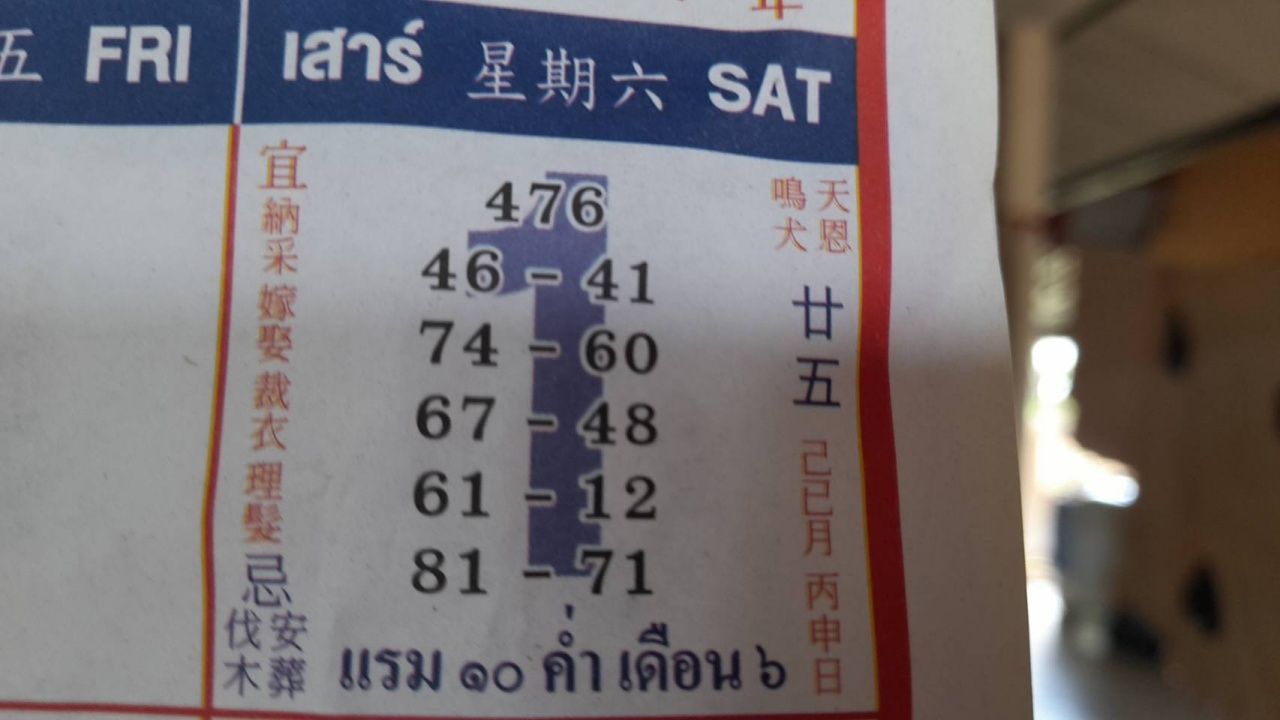 年
五 FRI
เสาร์ 星期六 SAT
宜
納采
嫁娶
裁衣
理髮
忌
安葬
伐木
1
476
46 - 41
74 - 60
67 - 48
61 - 12
81 - 71
แรม ๑๐ ค่ำ เดือน ๖
天恩
鳴犬
廿五
己巳月
丙申日